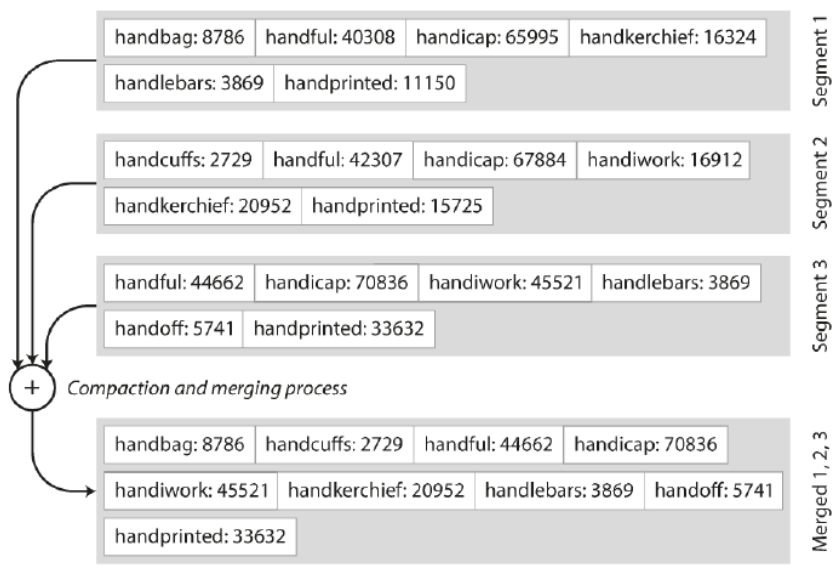 handbag: 8786 handful: 40308 handicap: 65995 handkerchief: 16324
handlebars: 3869 handprinted: 11150
Segment 1
handcuffs: 2729 handful: 42307 handicap: 67884 handiwork: 16912
handkerchief: 20952 handprinted: 15725
Segment 2
handful: 44662 handicap: 70836 handiwork: 45521 handlebars: 3869
handoff: 5741 handprinted: 33632
Segment 3
+ Compaction and merging process
handbag: 8786 handcuffs: 2729 handful: 44662 handicap: 70836
handiwork: 45521 handkerchief: 20952 handlebars: 3869 handoff: 5741
handprinted: 33632
Merged 1, 2, 3